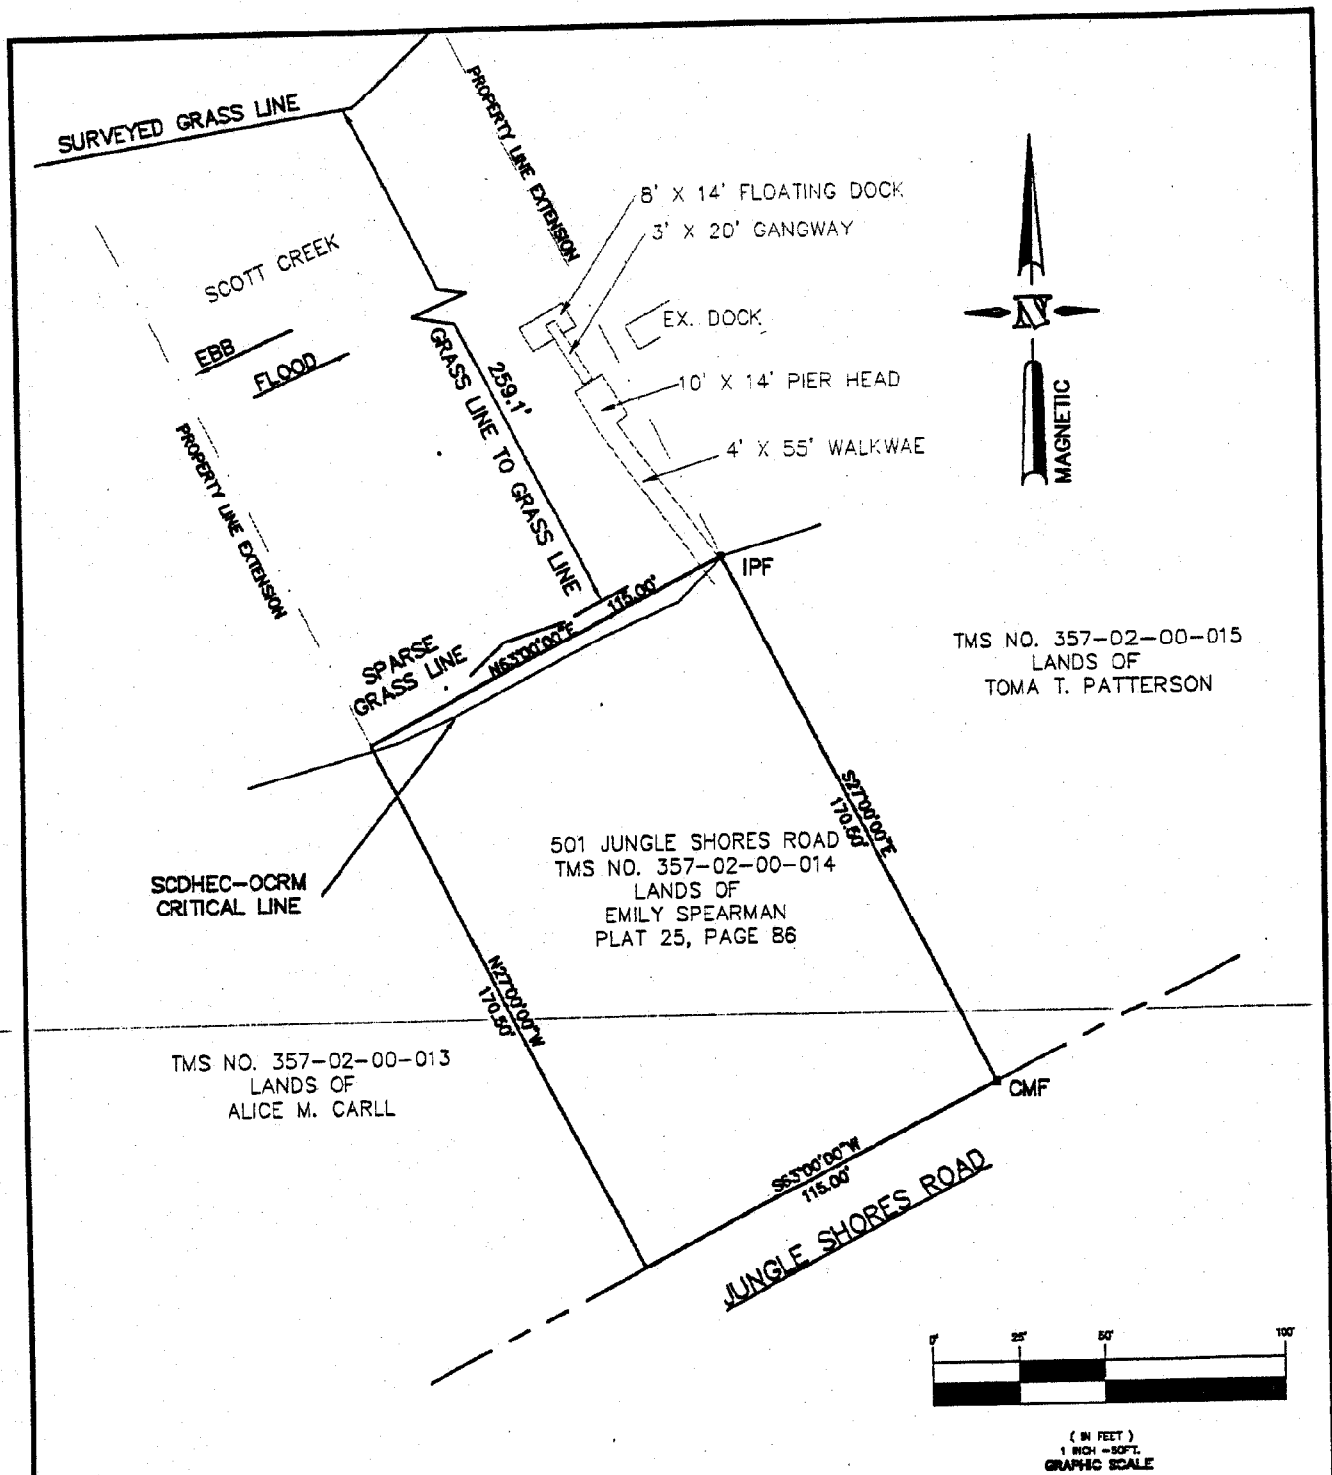 SURVEYED GRASS LINE
PROPERTY LINE EXTENSION
8' X 14' FLOATING DOCK
3' X 20' GANGWAY
SCOTT CREEK
EX. DOCK
EBB
FLOOD
259.1'
GRASS LINE TO GRASS LINE
10' X 14' PIER HEAD
4' X 55' WALKWAE
N
MAGNETIC
PROPERTY LINE EXTENSION
IPF
115.00'
N63°00'00"E
SPARSE
GRASS LINE
TMS NO. 357-02-00-015
LANDS OF
TOMA T. PATTERSON
S27°00'00"E
170.50'
501 JUNGLE SHORES ROAD
TMS NO. 357-02-00-014
LANDS OF
EMILY SPEARMAN
PLAT 25, PAGE 86
SCDHEC-OCRM
CRITICAL LINE
N27°00'00"W
170.50'
TMS NO. 357-02-00-013
LANDS OF
ALICE M. CARLL
CMF
S63°00'00"W
115.00'
JUNGLE SHORES ROAD
0' 25' 50' 100'
( IN FEET )
1 INCH =50FT.
GRAPHIC SCALE